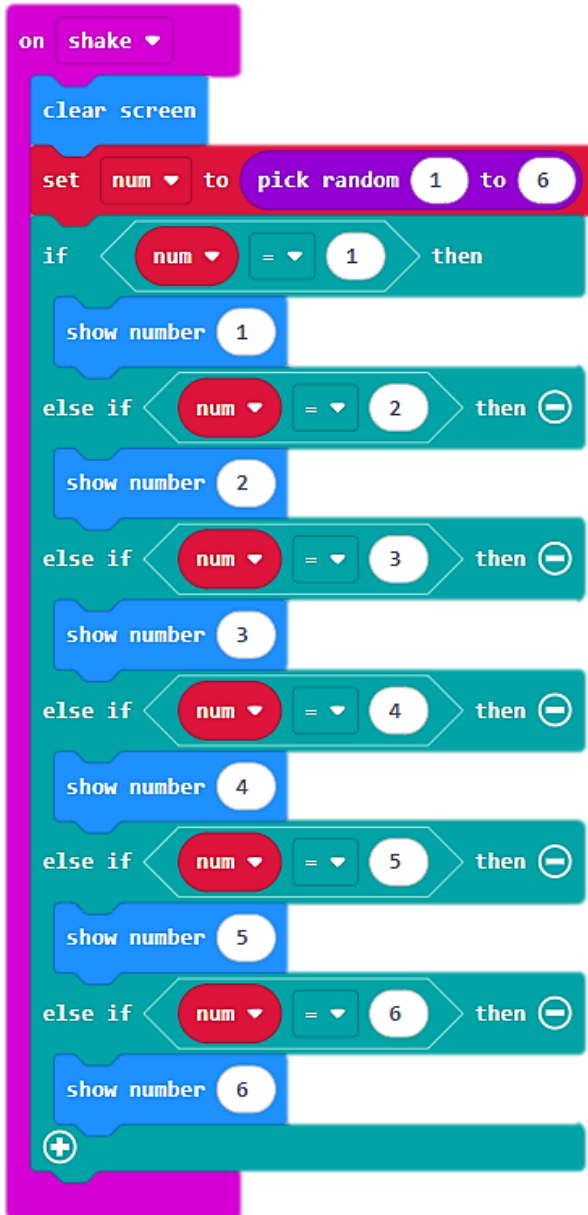 on shake
clear screen
set num to pick random 1 to 6
if num = 1 then
show number 1
else if num = 2 then
show number 2
else if num = 3 then
show number 3
else if num = 4 then
show number 4
else if num = 5 then
show number 5
else if num = 6 then
show number 6